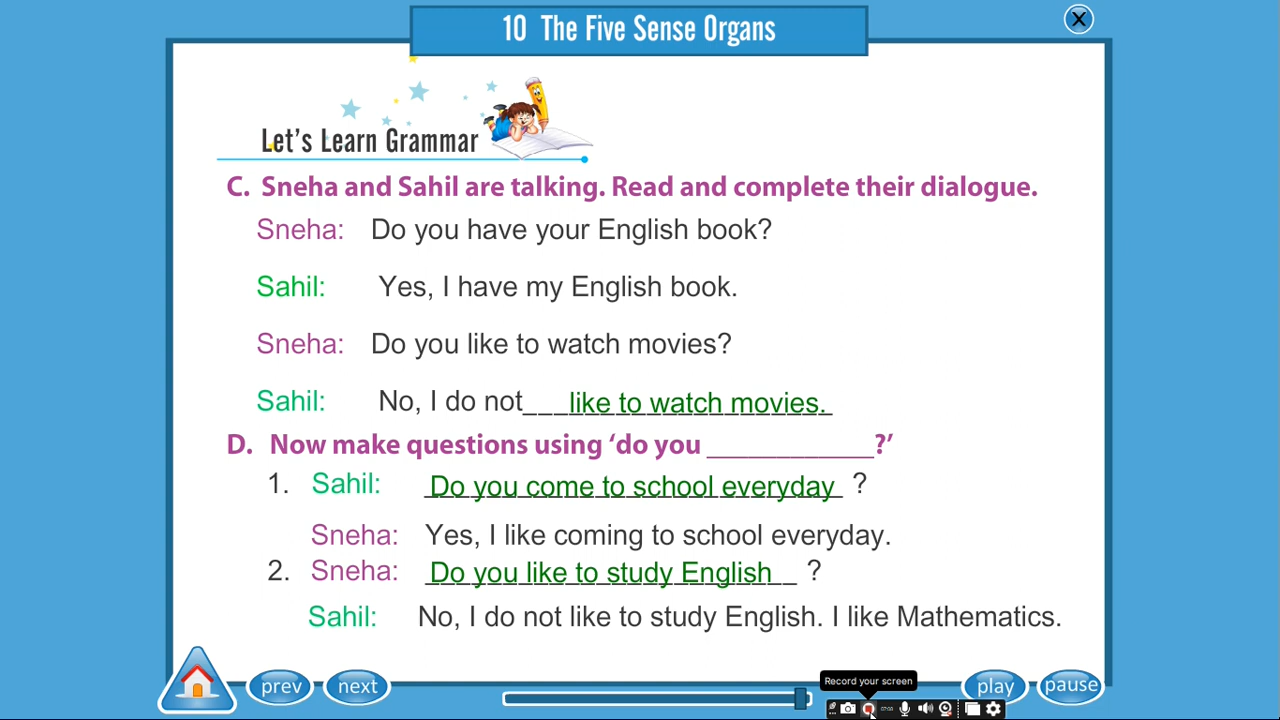 10 The Five Sense Organs
X
Let's Learn Grammar
C. Sneha and Sahil are talking. Read and complete their dialogue.
Sneha: Do you have your English book?
Sahil: Yes, I have my English book.
Sneha: Do you like to watch movies?
Sahil: No, I do not___like to watch movies.
D. Now make questions using 'do you ____________?'
1. Sahil: Do you come to school everyday ?
Sneha: Yes, I like coming to school everyday.
2. Sneha: Do you like to study English ?
Sahil: No, I do not like to study English. I like Mathematics.
Record your screen
prev next play pause